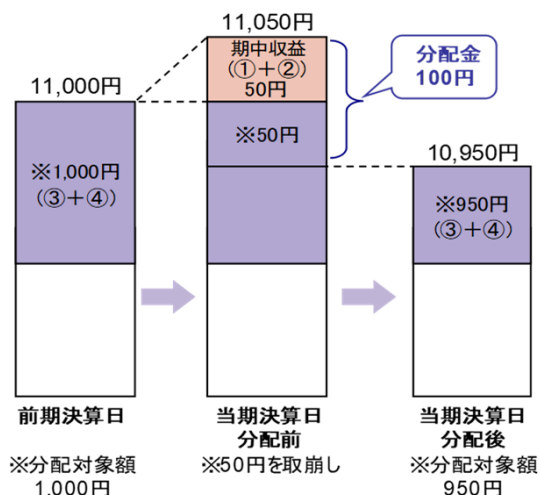 11,050円
11,000円
期中収益
(①+②)
50円
分配金
100円
※50円
※1,000円
(③+④)
10,950円
※950円
(③+④)
前期決算日
※分配対象額
1,000円
当期決算日
分配前
※50円を取崩し
当期決算日
分配後
※分配対象額
950円